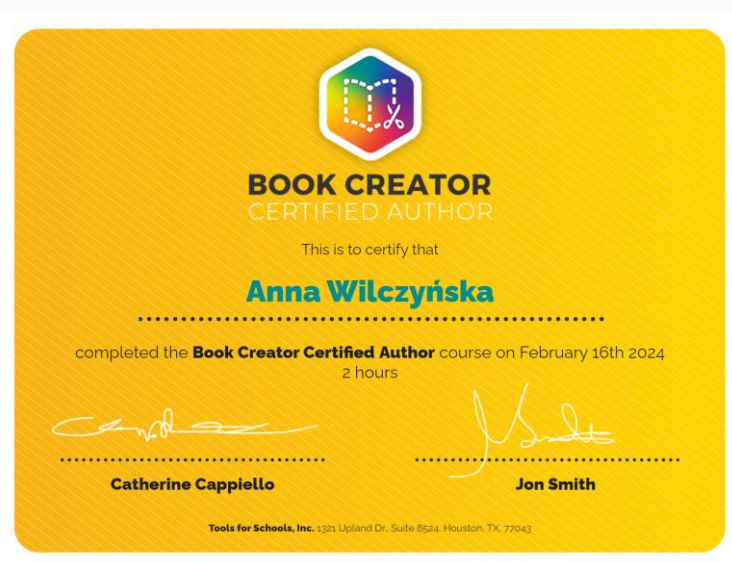 BOOK CREATOR
CERTIFIED AUTHOR
This is to certify that
Anna Wilczyńska
completed the Book Creator Certified Author course on February 16th 2024
2 hours
Catherine Cappiello
Jon Smith
Tools for Schools, Inc. 1321 Upland Dr., Suite 8524, Houston, TX, 77043